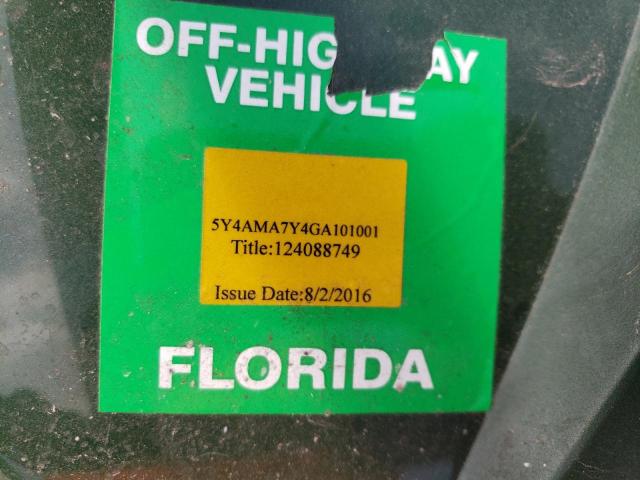 OFF-HIG AY
VEHICLE
5Y4AMA7Y4GA101001
Title:124088749
Issue Date:8/2/2016
FLORIDA